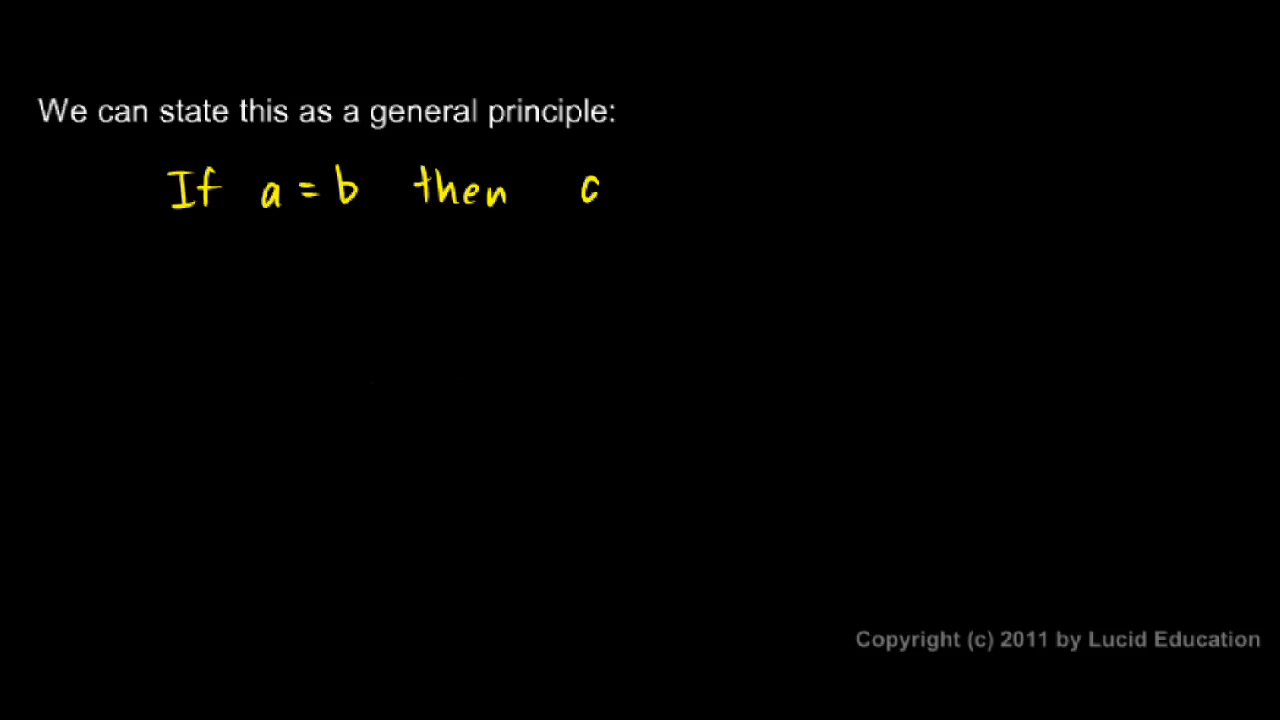 We can state this as a general principle:
If a = b then c
Copyright (c) 2011 by Lucid Education